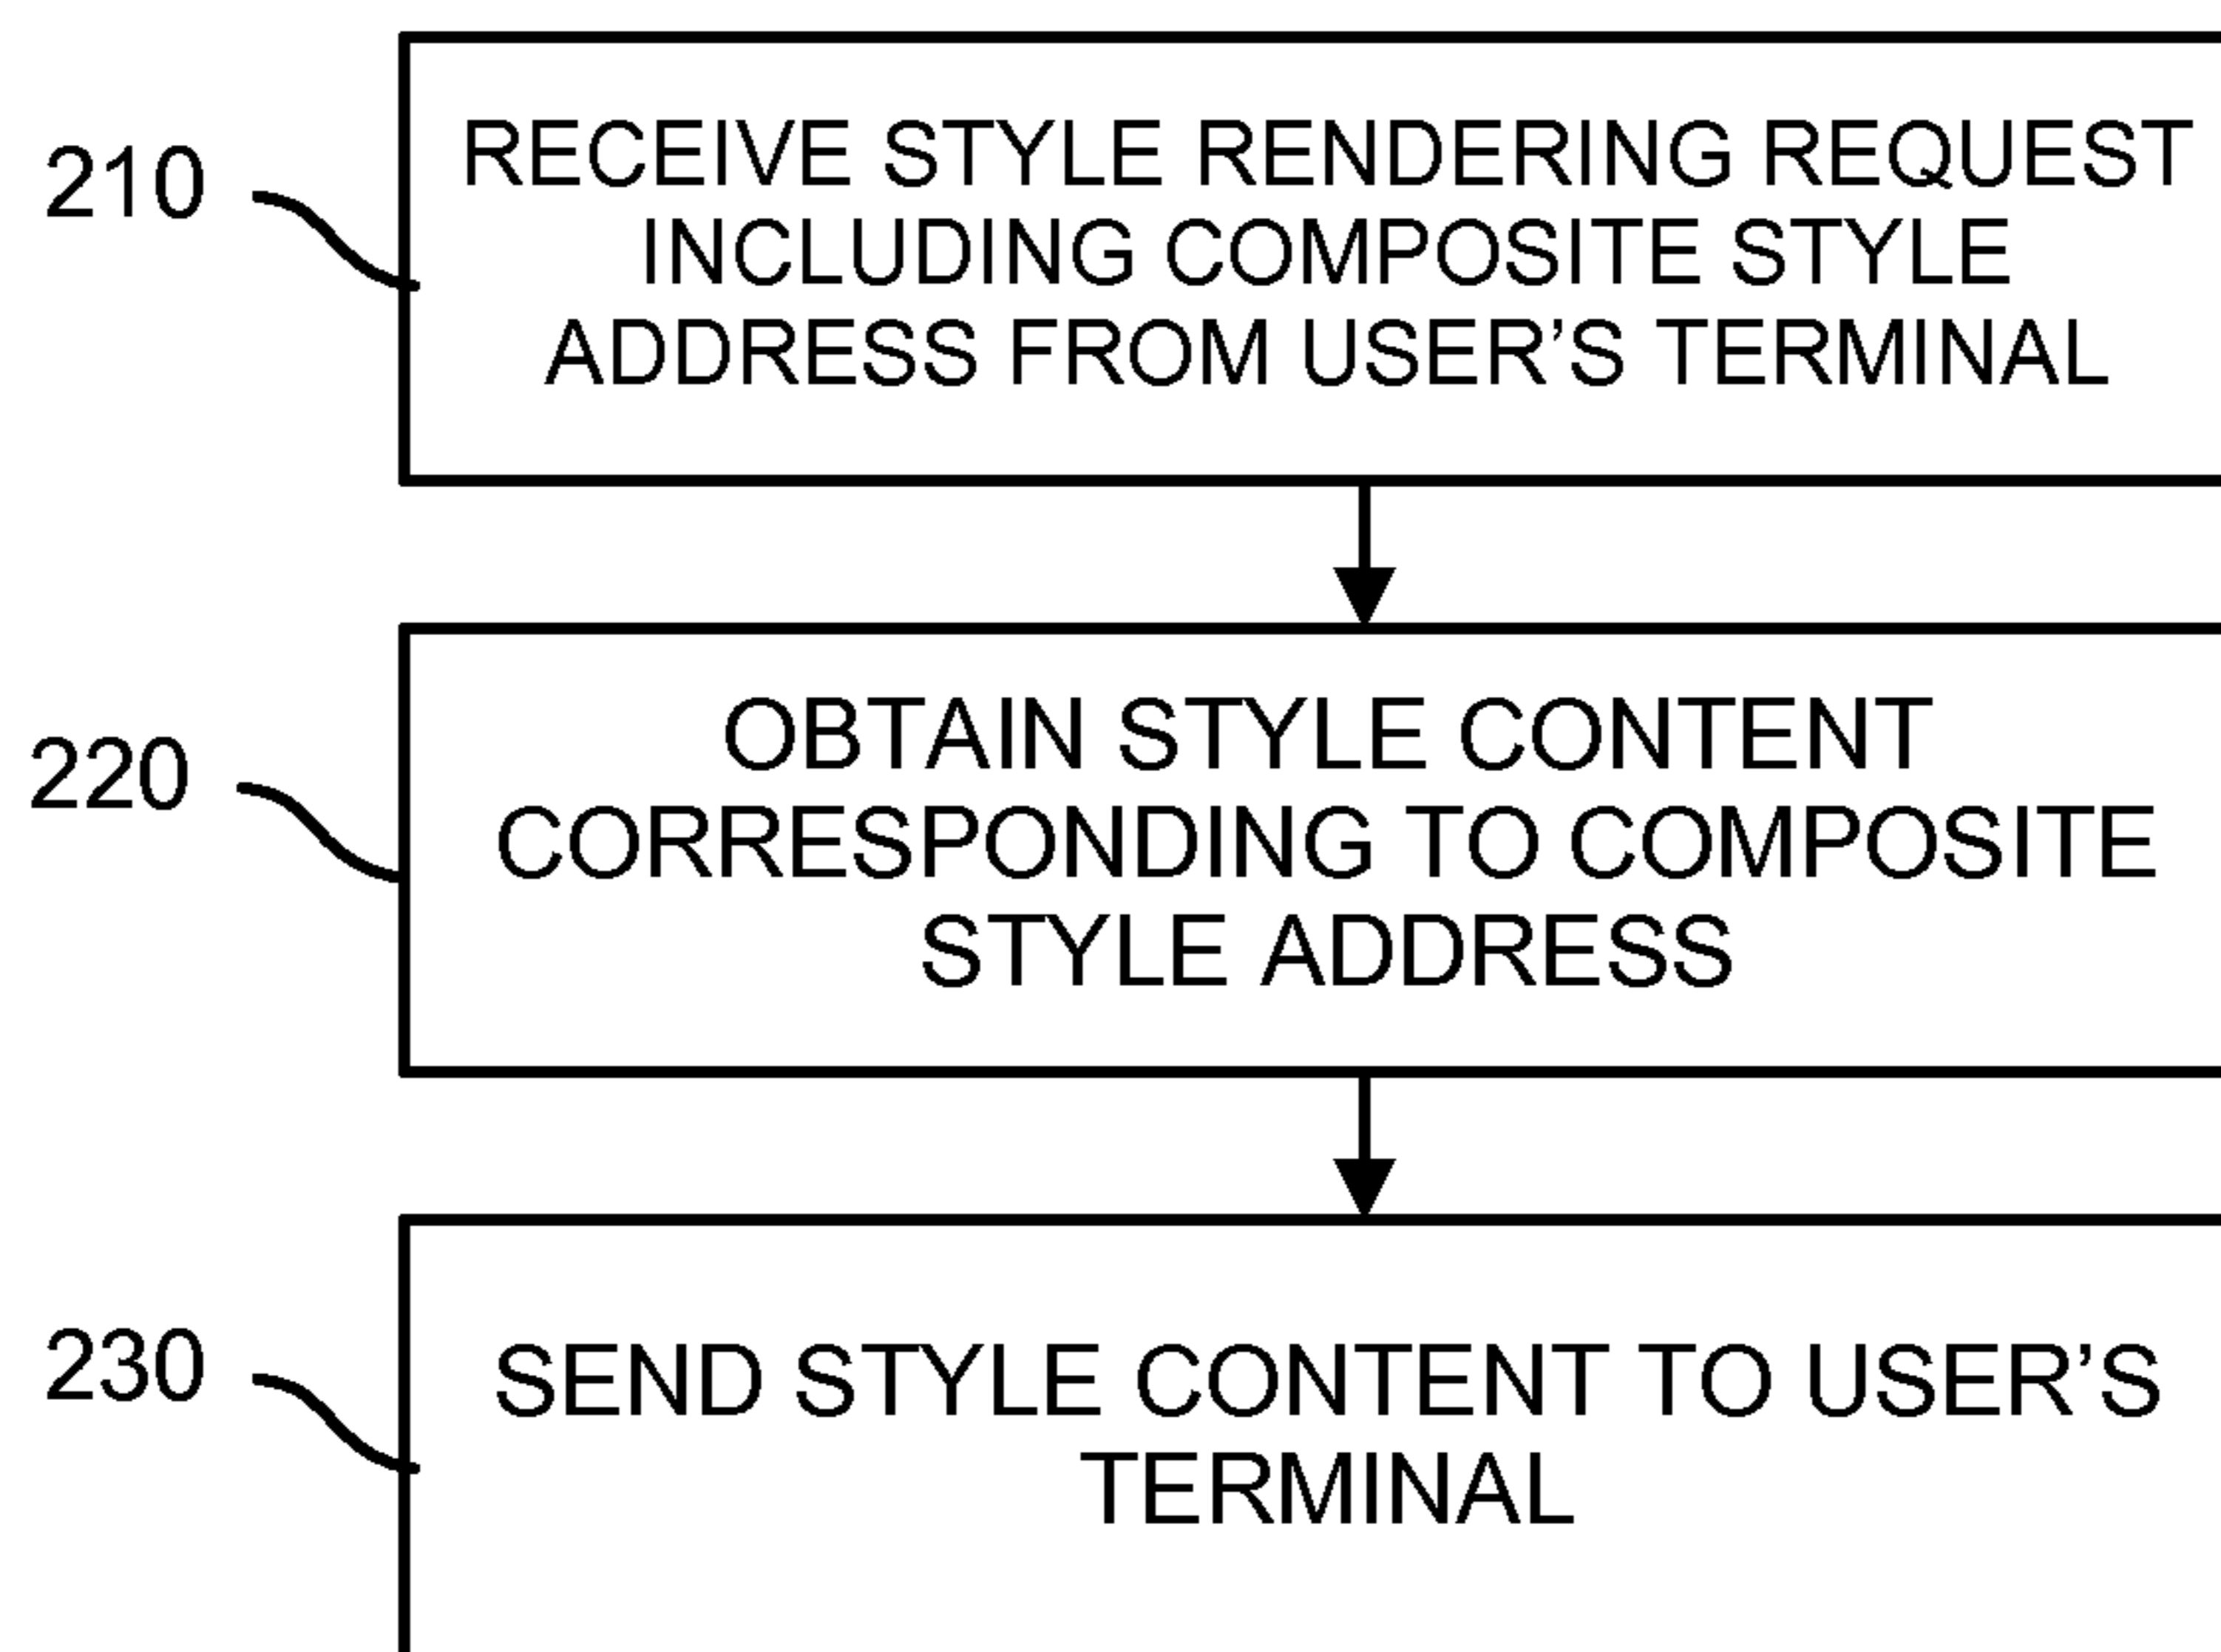 210
RECEIVE STYLE RENDERING REQUEST
INCLUDING COMPOSITE STYLE
ADDRESS FROM USER’S TERMINAL
220
OBTAIN STYLE CONTENT
CORRESPONDING TO COMPOSITE
STYLE ADDRESS
230
SEND STYLE CONTENT TO USER’S
TERMINAL